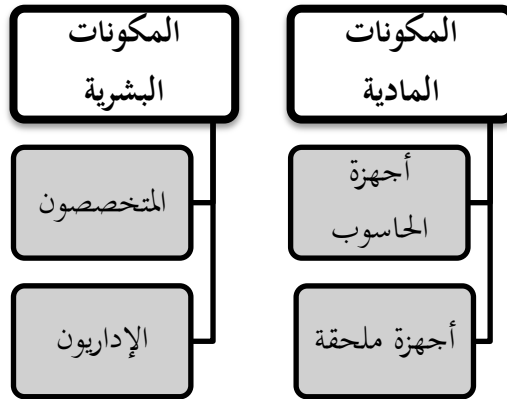 المكونات
المادية
أجهزة
الحاسوب
أجهزة ملحقة
المكونات
البشرية
المتخصصون
الإداريون